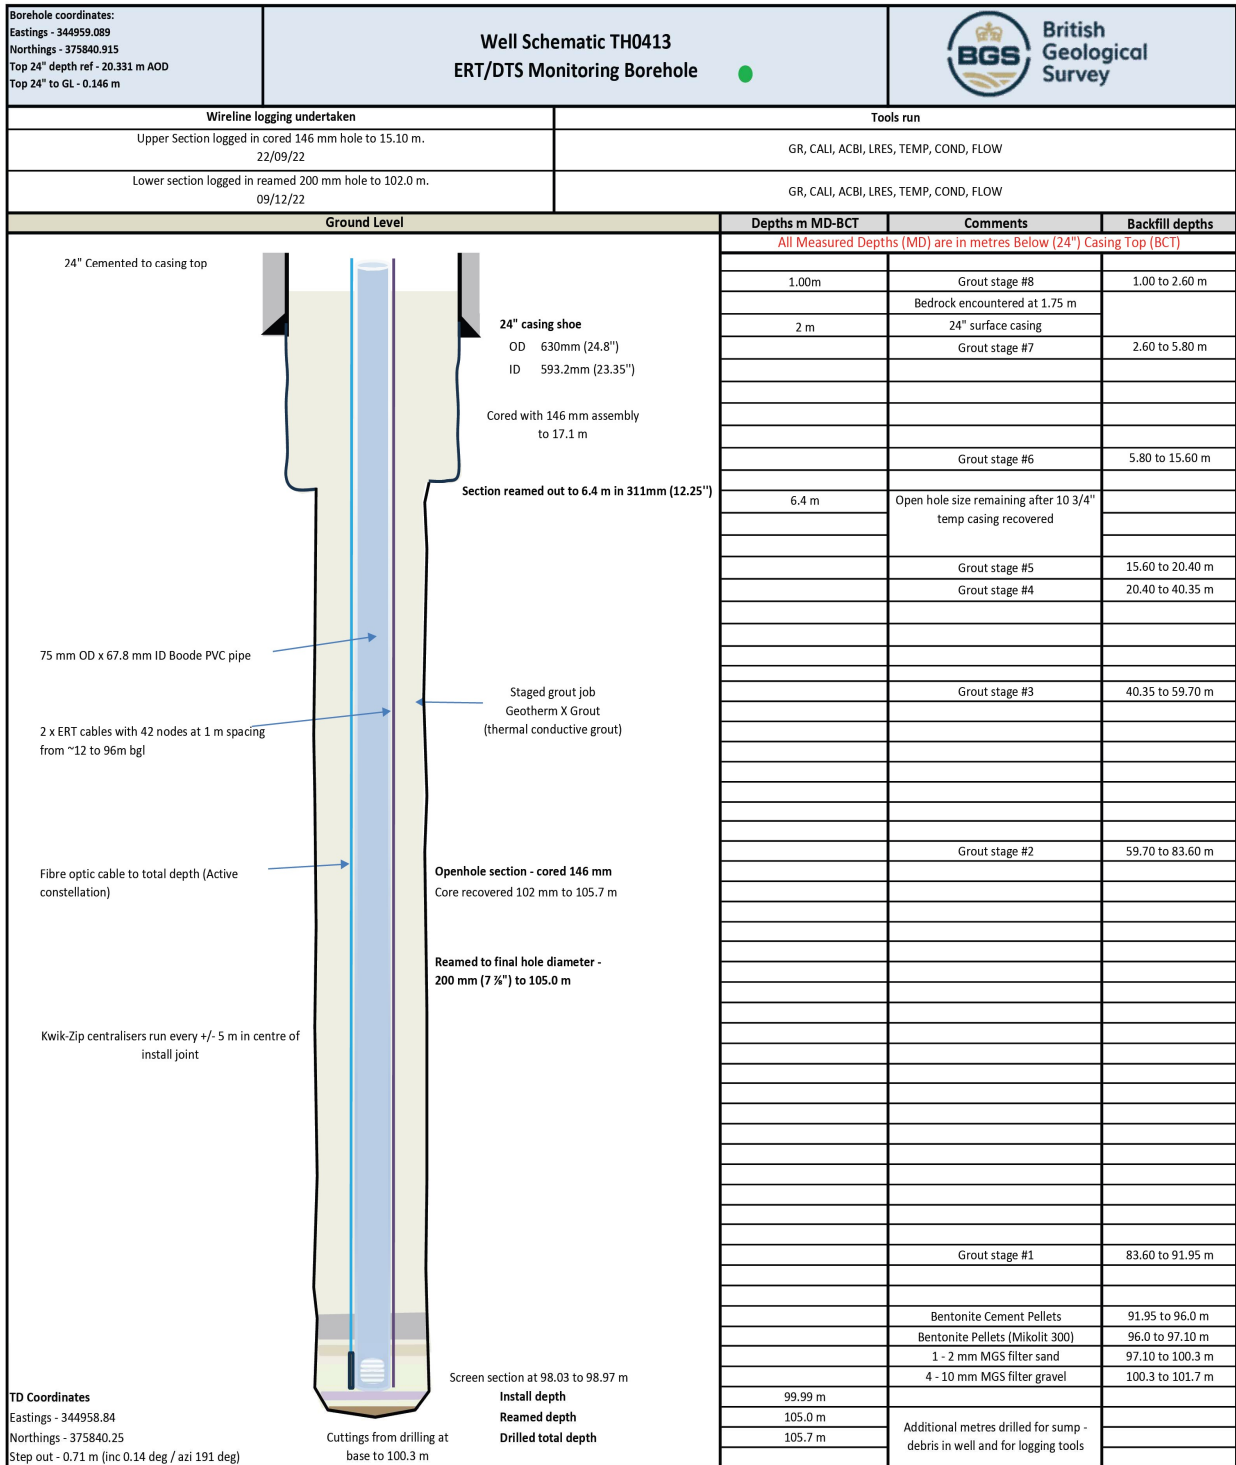 Borehole coordinates:
Eastings - 344959.089
Northings - 375840.915
Top 24" depth ref - 20.331 m AOD
Top 24" to GL - 0.146 m
Well Schematic TH0413
ERT/DTS Monitoring Borehole
BGS
British
Geological
Survey
Wireline logging undertaken
Tools run
Upper Section logged in cored 146 mm hole to 15.10 m.
22/09/22
GR, CALI, ACBI, LRES, TEMP, COND, FLOW
Lower section logged in reamed 200 mm hole to 102.0 m.
09/12/22
GR, CALI, ACBI, LRES, TEMP, COND, FLOW
Ground Level
Depths m MD-BCT
Comments
Backfill depths
All Measured Depths (MD) are in metres Below (24") Casing Top (BCT)
24" Cemented to casing top
1.00m
Grout stage #8
1.00 to 2.60 m
Bedrock encountered at 1.75 m
24" casing shoe
2 m
24" surface casing
OD 630mm (24.8'')
Grout stage #7
2.60 to 5.80 m
ID 593.2mm (23.35'')
Cored with 146 mm assembly
to 17.1 m
Grout stage #6
5.80 to 15.60 m
Section reamed out to 6.4 m in 311mm (12.25'')
6.4 m
Open hole size remaining after 10 3/4"
temp casing recovered
Grout stage #5
15.60 to 20.40 m
Grout stage #4
20.40 to 40.35 m
75 mm OD x 67.8 mm ID Boode PVC pipe
Staged grout job
Geotherm X Grout
(thermal conductive grout)
Grout stage #3
40.35 to 59.70 m
2 x ERT cables with 42 nodes at 1 m spacing
from ~12 to 96m bgl
Grout stage #2
59.70 to 83.60 m
Fibre optic cable to total depth (Active
constellation)
Openhole section - cored 146 mm
Core recovered 102 mm to 105.7 m
Reamed to final hole diameter -
200 mm (7 ⅞") to 105.0 m
Kwik-Zip centralisers run every +/- 5 m in centre of
install joint
Grout stage #1
83.60 to 91.95 m
Bentonite Cement Pellets
91.95 to 96.0 m
Bentonite Pellets (Mikolit 300)
96.0 to 97.10 m
1 - 2 mm MGS filter sand
97.10 to 100.3 m
Screen section at 98.03 to 98.97 m
4 - 10 mm MGS filter gravel
100.3 to 101.7 m
TD Coordinates
Eastings - 344958.84
Northings - 375840.25
Step out - 0.71 m (inc 0.14 deg / azi 191 deg)
Cuttings from drilling at
base to 100.3 m
Install depth
99.99 m
Reamed depth
105.0 m
Drilled total depth
105.7 m
Additional metres drilled for sump -
debris in well and for logging tools